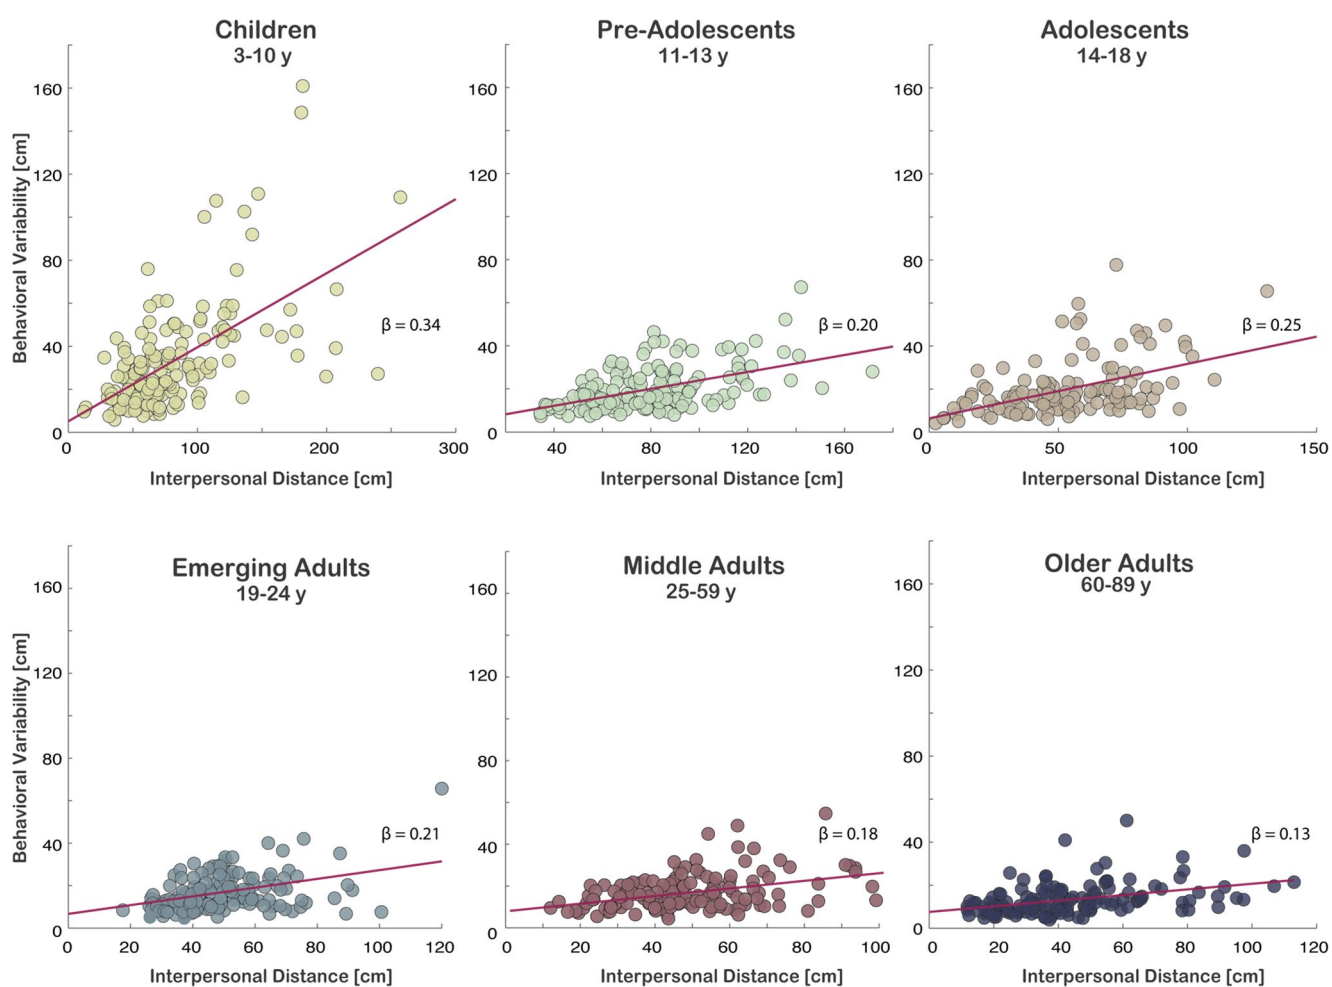 Children
3-10 y
Pre-Adolescents
11-13 y
Adolescents
14-18 y
Behavioral Variability [cm]
160
120
80
40
0
β = 0.34
0 100 200 300
Interpersonal Distance [cm]
160
120
80
40
0
β = 0.20
40 80 120 160
Interpersonal Distance [cm]
160
120
80
40
0
β = 0.25
0 50 100 150
Interpersonal Distance [cm]
Emerging Adults
19-24 y
Middle Adults
25-59 y
Older Adults
60-89 y
Behavioral Variability [cm]
160
120
80
40
0
β = 0.21
0 20 40 60 80 100 120
Interpersonal Distance [cm]
160
120
80
40
0
β = 0.18
0 20 40 60 80 100
Interpersonal Distance [cm]
160
120
80
40
0
β = 0.13
0 20 40 60 80 100 120
Interpersonal Distance [cm]